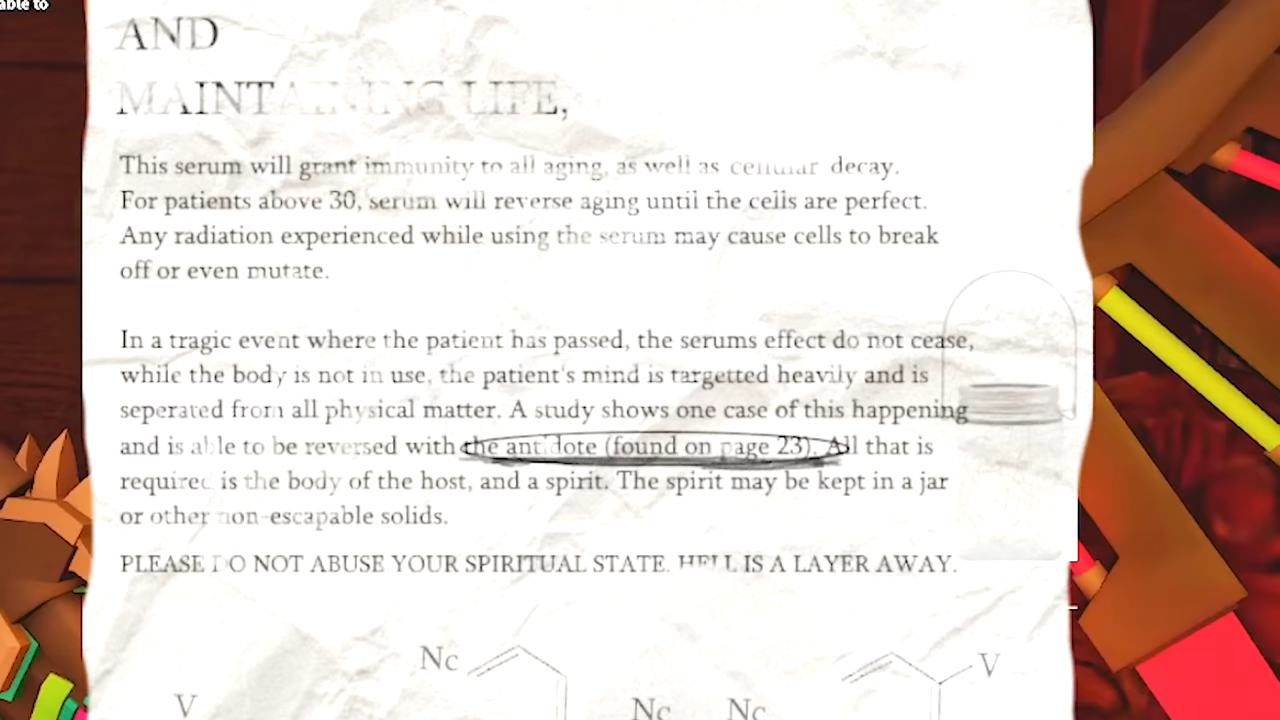 able to
AND
MAINTAINING LIFE,
This serum will grant immunity to all aging, as well as cellular decay.
For patients above 30, serum will reverse aging until the cells are perfect.
Any radiation experienced while using the serum may cause cells to break
off or even mutate.
In a tragic event where the patient has passed, the serums effect do not cease,
while the body is not in use, the patient's mind is targetted heavily and is
seperated from all physical matter. A study shows one case of this happening
and is able to be reversed with the antidote (found on page 23). All that is
required is the body of the host, and a spirit. The spirit may be kept in a jar
or other non-escapable solids.
PLEASE DO NOT ABUSE YOUR SPIRITUAL STATE. HELL IS A LAYER AWAY.
Nc
V
V
Nc
Nc